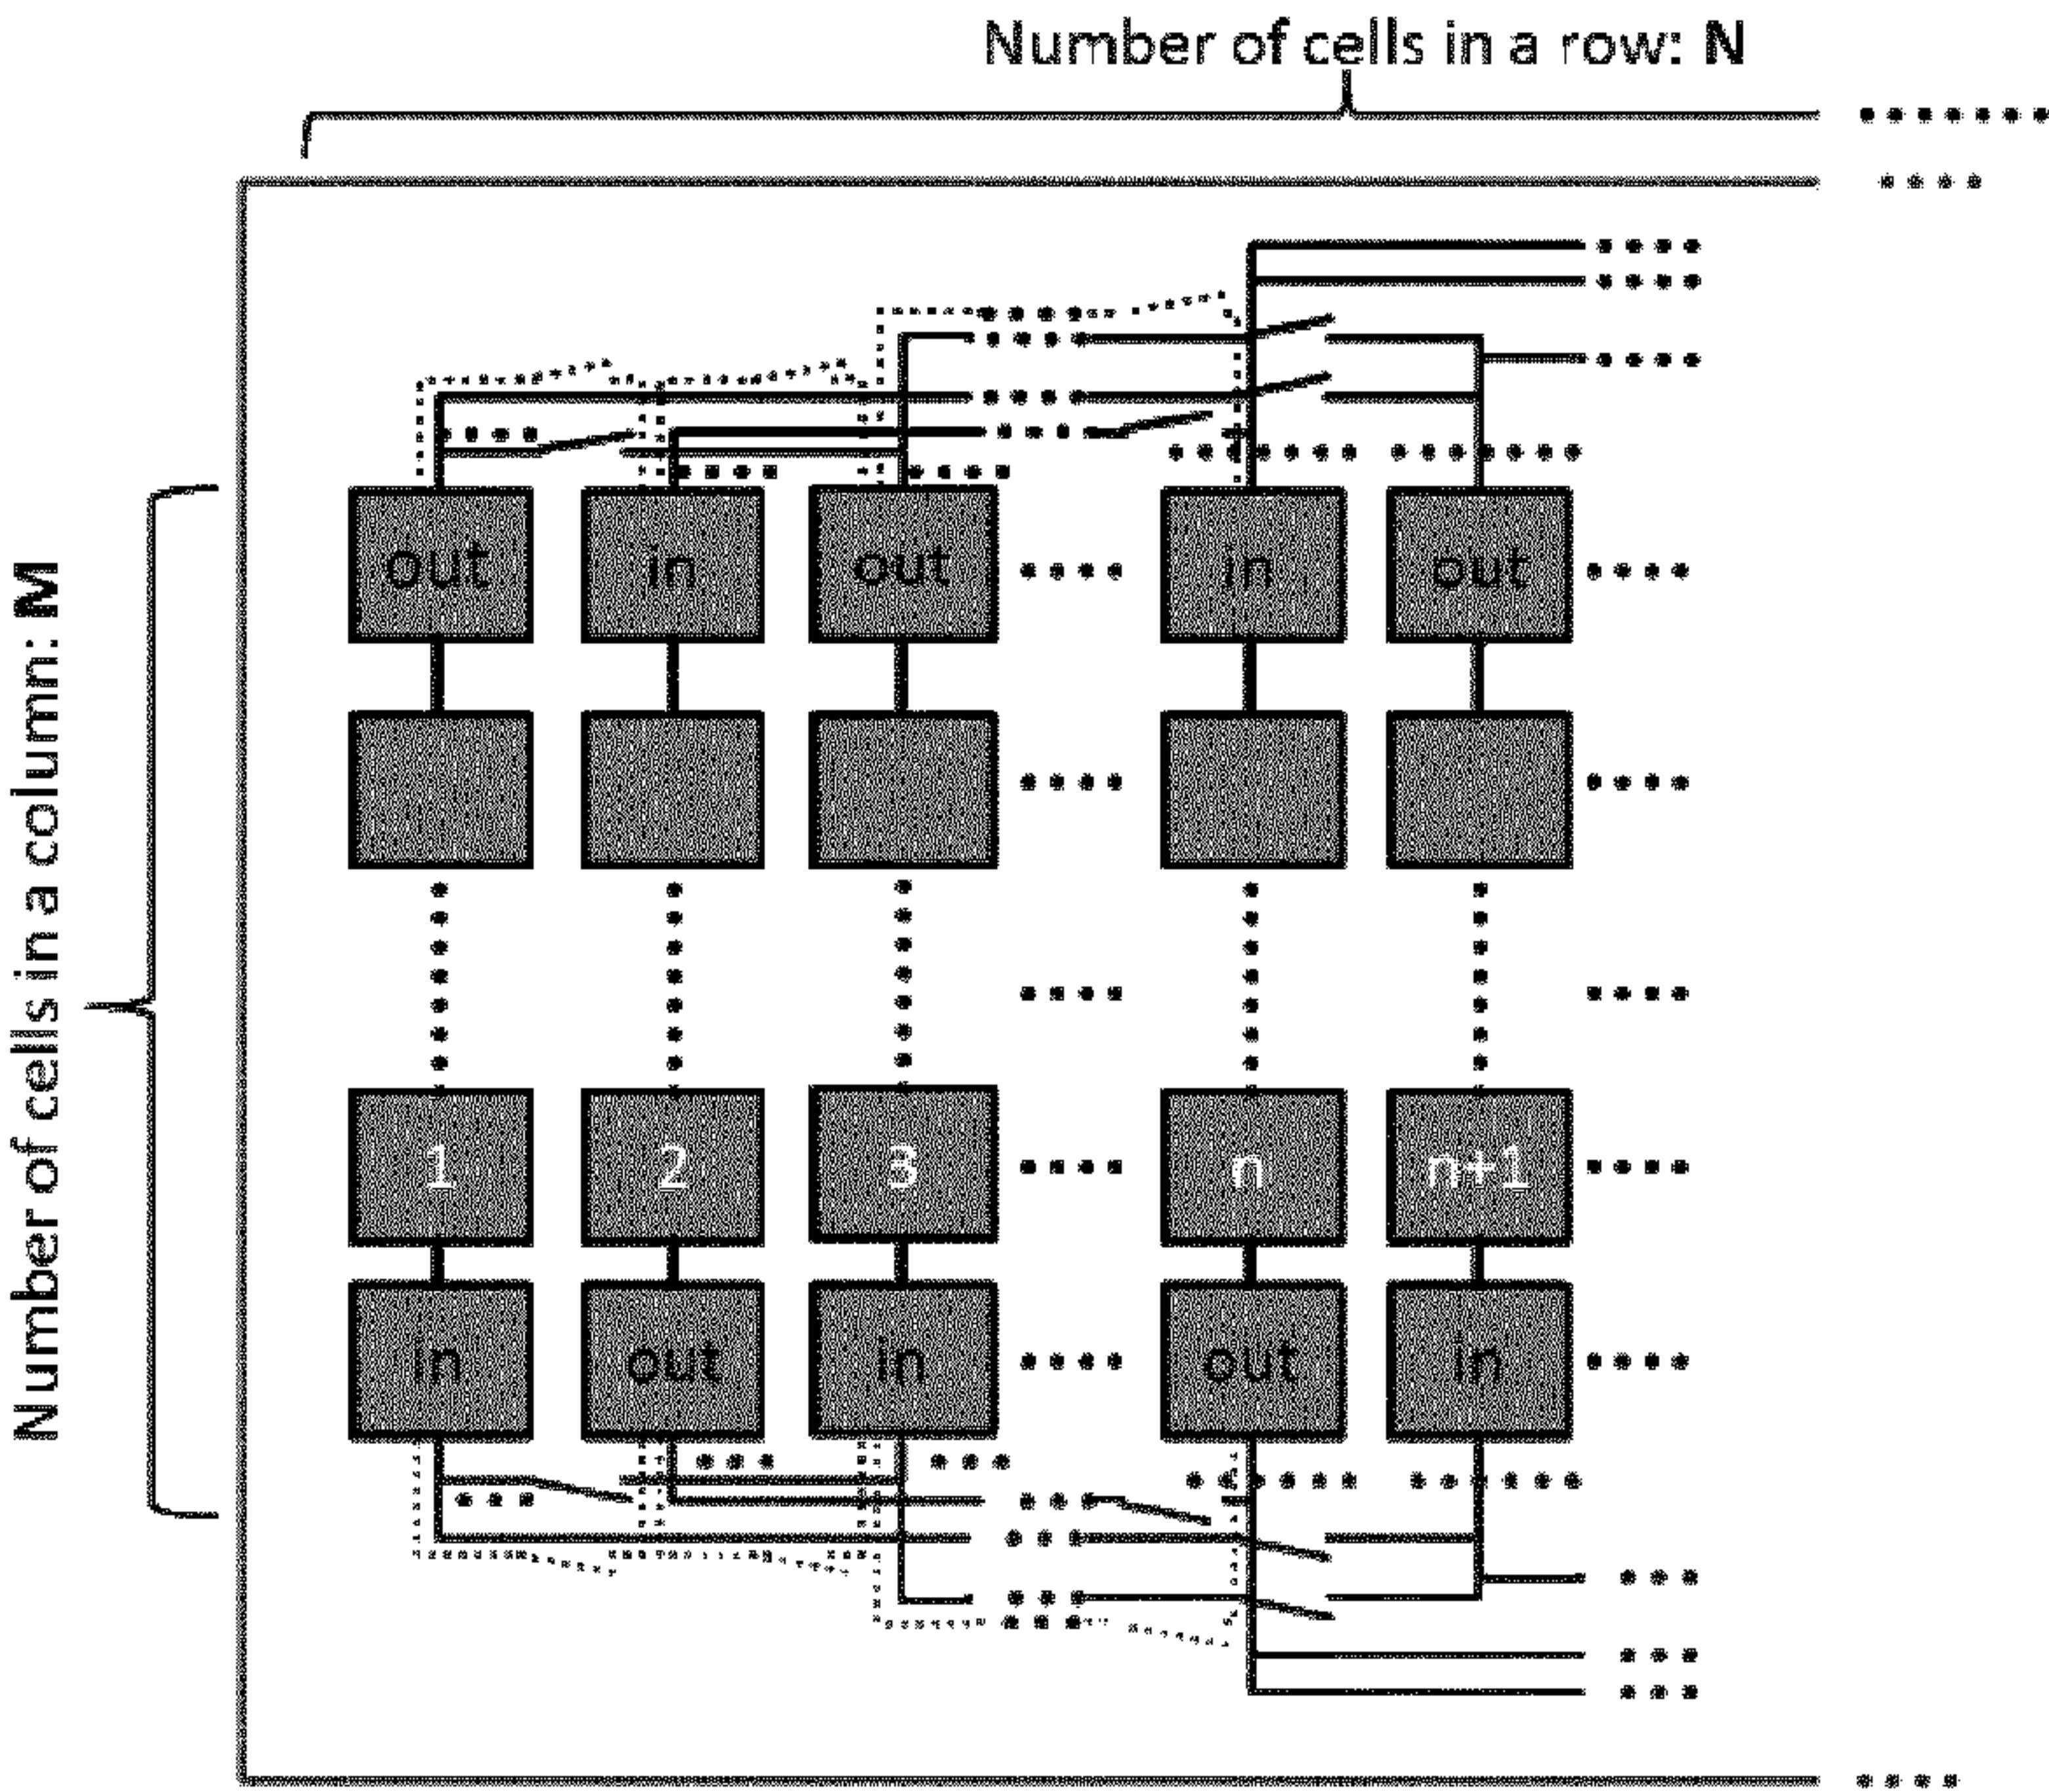 Number of cells in a row: N
Number of cells in a column: M
out in out in out
1 2 3 n n+1
in out in out in